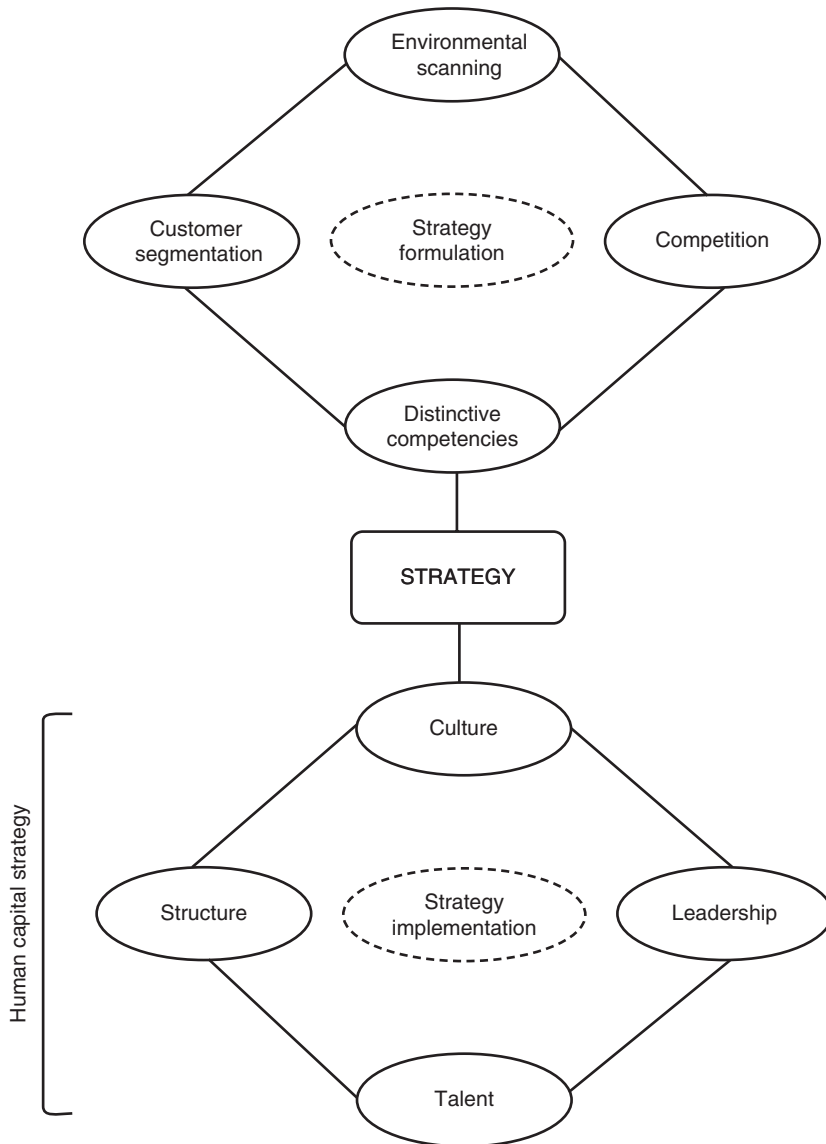 Environmental
scanning
Customer
segmentation
Strategy
formulation
Competition
Distinctive
competencies
STRATEGY
Human capital strategy
Culture
Structure
Strategy
implementation
Leadership
Talent